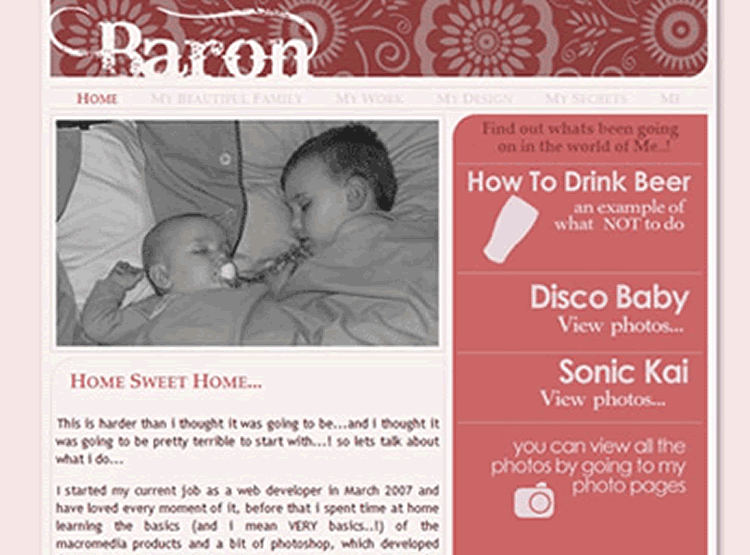 Baron
HOME MY BEAUTIFUL FAMILY MY WORK MY DESIGN MY SECRETS ME
Find out whats been going
on in the world of Me..!
How To Drink Beer
an example of
what NOT to do
Disco Baby
View photos...
Sonic Kai
View photos...
you can view all the
photos by going to my
photo pages
HOME SWEET HOME...
This is harder than i thought it was going to be...and i thought it
was going to be pretty terrible to start with...! so lets talk about
what i do...
I started my current job as a web developer in March 2007 and
have loved every moment of it, before that i spent time at home
learning the basics (and i mean VERY basics..!) of the
macromedia products and a bit of photoshop, which developed